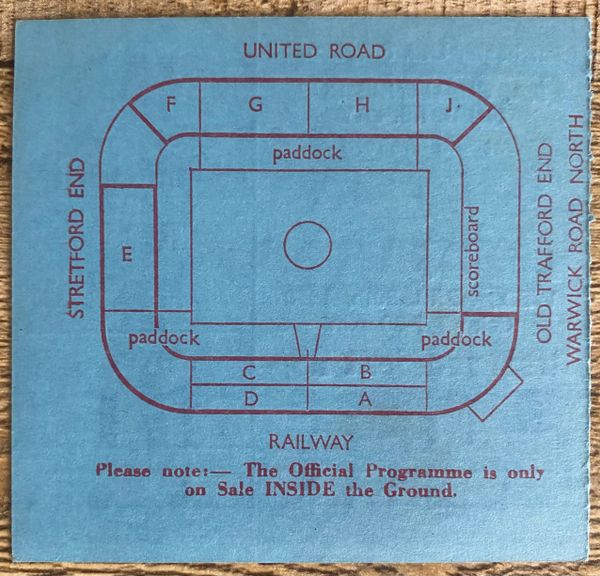 UNITED ROAD
F G H J.
paddock
STRETFORD END
E
scoreboard
OLD TRAFFORD END
WARWICK ROAD NORTH
paddock paddock
C B
D A
RAILWAY
Please note:— The Official Programme is only
on Sale INSIDE the Ground.